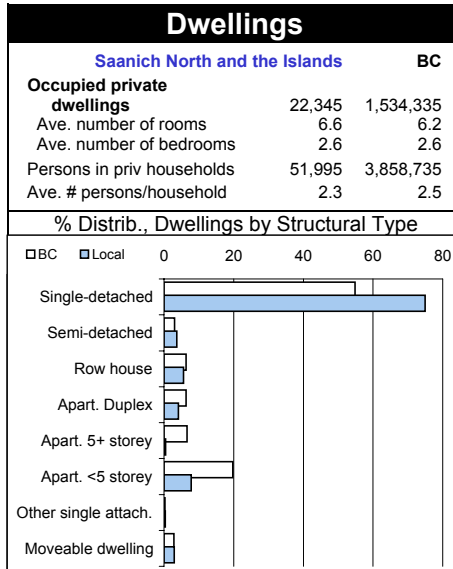 Dwellings
Saanich North and the Islands BC
Occupied private
dwellings 22,345 1,534,335
Ave. number of rooms 6.6 6.2
Ave. number of bedrooms 2.6 2.6
Persons in priv households 51,995 3,858,735
Ave. # persons/household 2.3 2.5
% Distrib., Dwellings by Structural Type
BC Local 0 20 40 60 80
Single-detached
Semi-detached
Row house
Apart. Duplex
Apart. 5+ storey
Apart. <5 storey
Other single attach.
Moveable dwelling